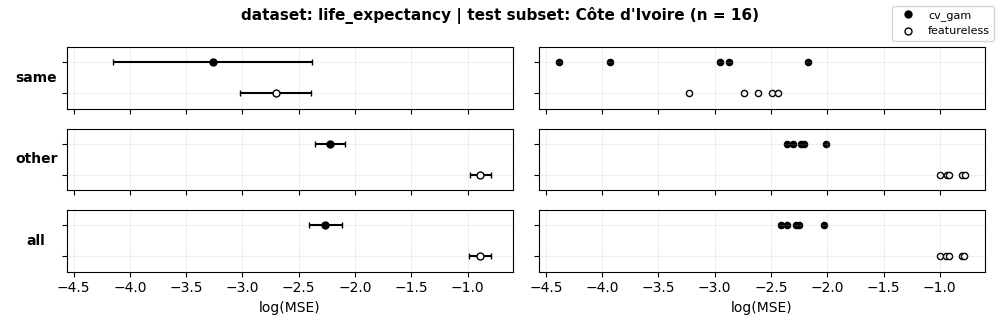 dataset: life_expectancy | test subset: Côte d'Ivoire (n = 16)
cv_gam
featureless
same
other
all
−4.5 −4.0 −3.5 −3.0 −2.5 −2.0 −1.5 −1.0
−4.5 −4.0 −3.5 −3.0 −2.5 −2.0 −1.5 −1.0
log(MSE)
log(MSE)